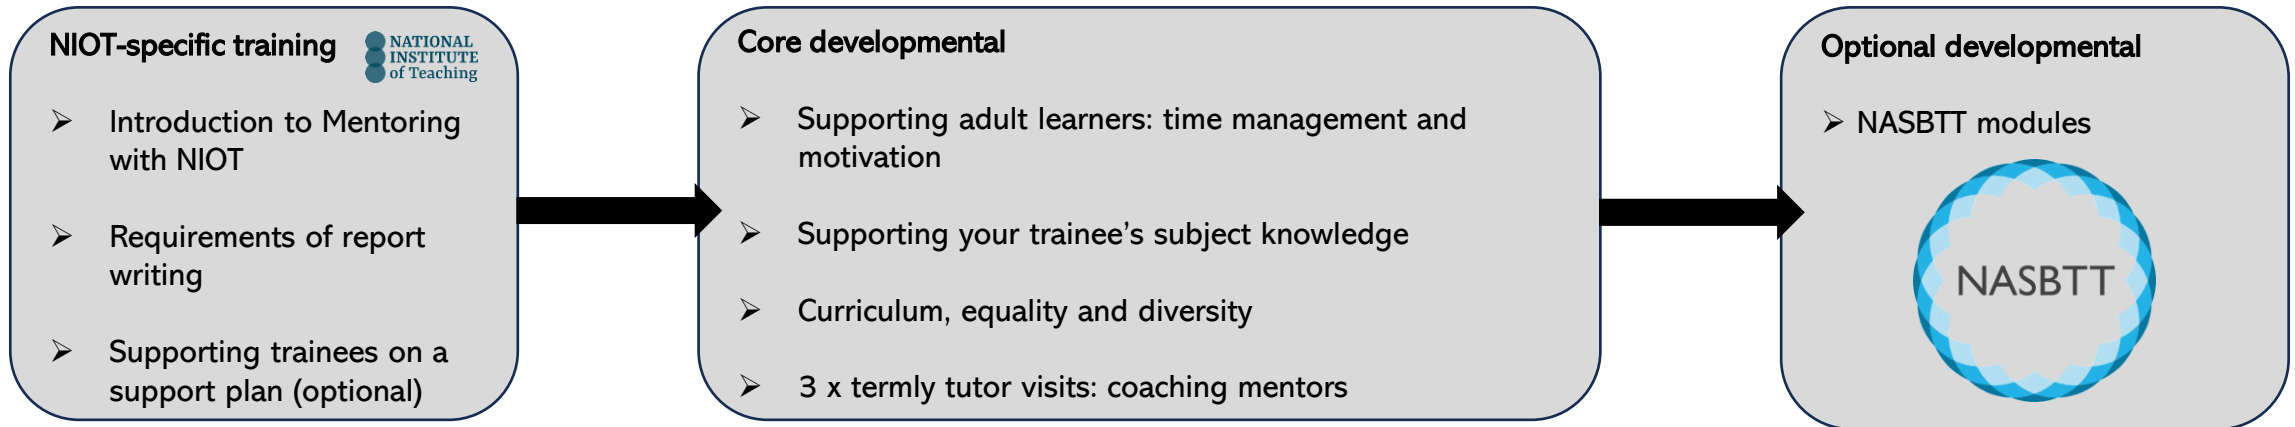 NIOT-specific training
NATIONAL
INSTITUTE
of Teaching
➢ Introduction to Mentoring
with NIOT
➢ Requirements of report
writing
➢ Supporting trainees on a
support plan (optional)
Core developmental
➢ Supporting adult learners: time management and
motivation
➢ Supporting your trainee’s subject knowledge
➢ Curriculum, equality and diversity
➢ 3 x termly tutor visits: coaching mentors
Optional developmental
➢ NASBTT modules
NASBTT